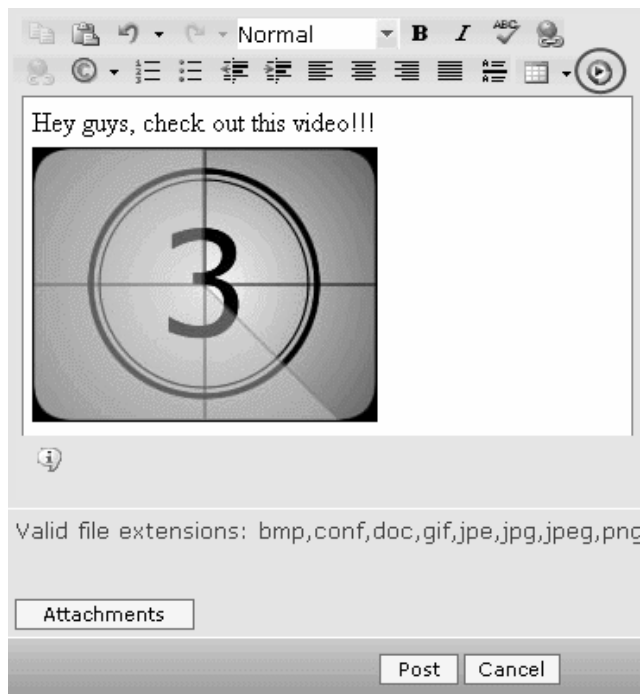 Normal B I ABC
©
Hey guys, check out this video!!!
3
Valid file extensions: bmp,conf,doc,gif,jpe,jpg,jpeg,png
Attachments
Post Cancel